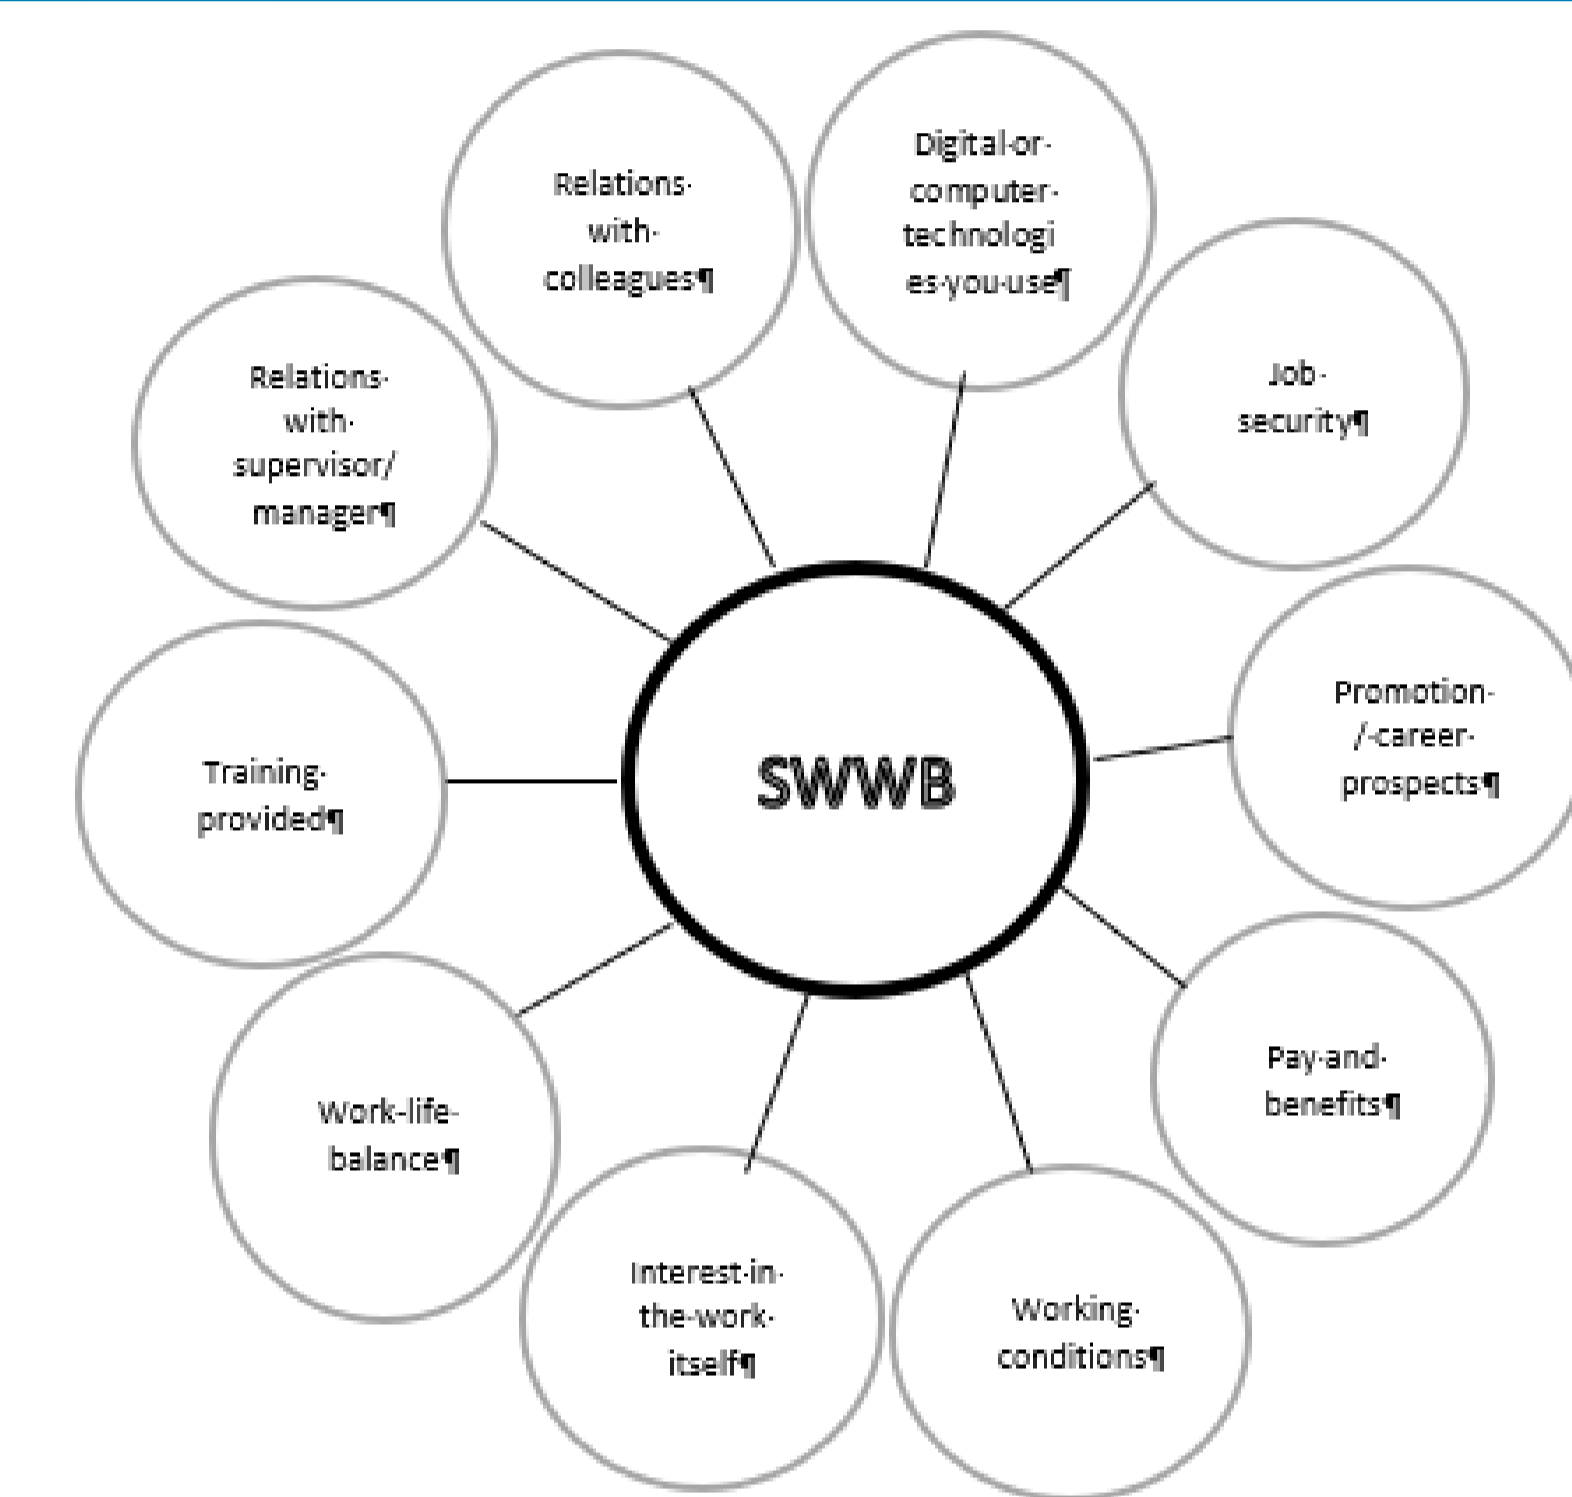 Digital·or·
computer·
technologi
es·you·use¶
Relations·
with·
colleagues¶
Job·
security¶
Relations·
with·
supervisor/
manager¶
Promotion·
/·career·
prospects¶
SWWB
Training·
provided¶
Pay·and·
benefits¶
Work-life·
balance¶
Interest·in·
the·work·
itself¶
Working·
conditions¶